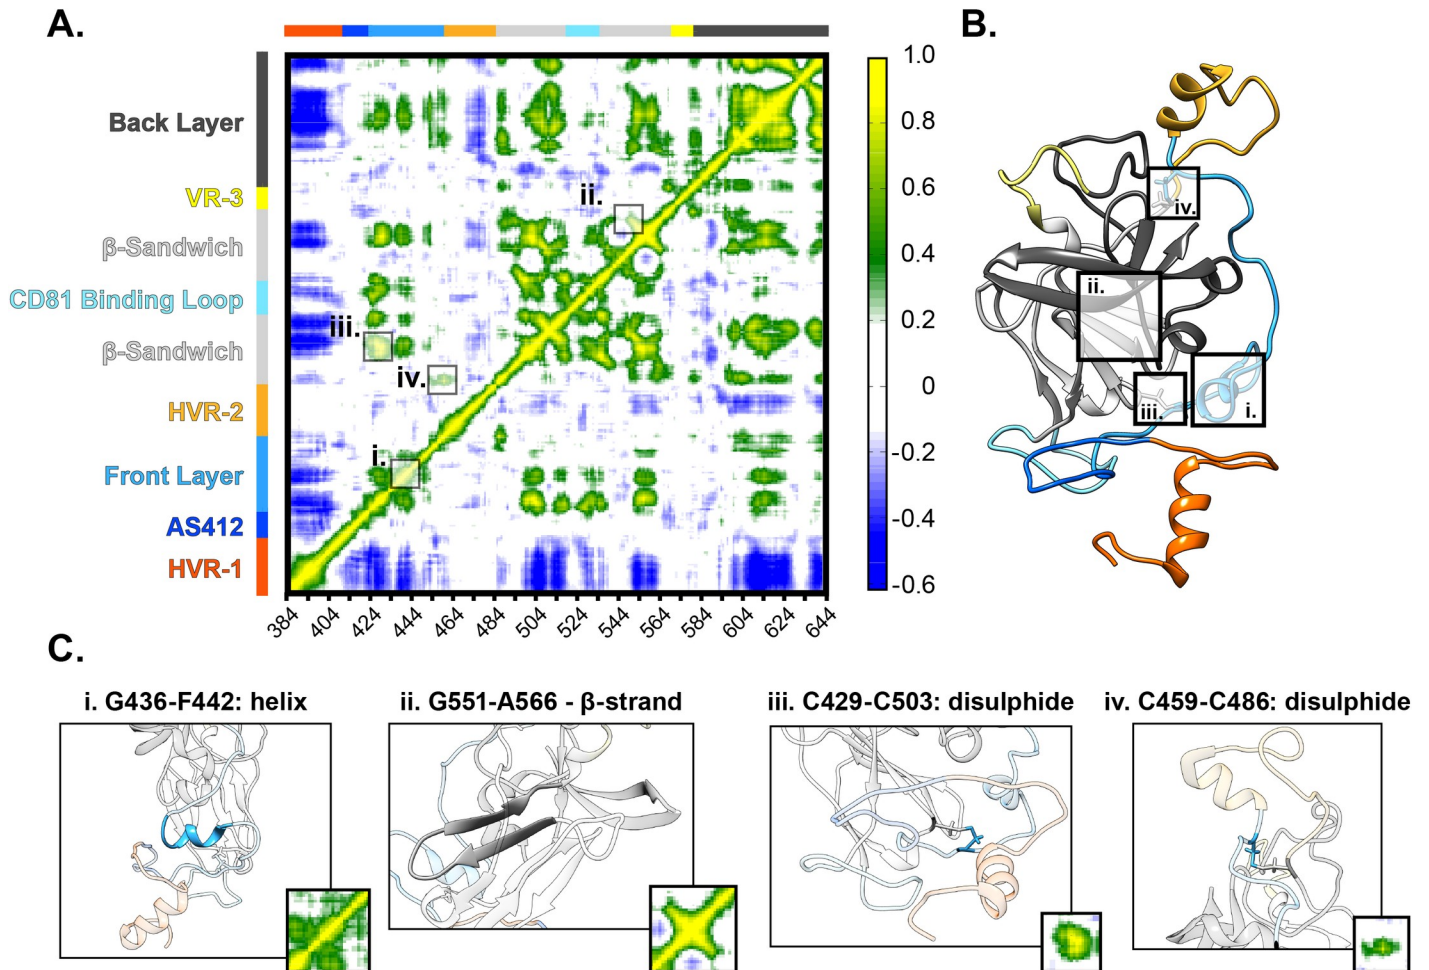 A.
B.
Back Layer
VR-3
β-Sandwich
CD81 Binding Loop
β-Sandwich
HVR-2
Front Layer
AS412
HVR-1
ii.
iii.
iv.
i.
1.0
0.8
0.6
0.4
0.2
0
-0.2
-0.4
-0.6
384 404 424 444 464 484 504 524 544 564 584 604 624 644
iv.
ii.
iii.
i.
C.
i. G436-F442: helix
ii. G551-A566 - β-strand
iii. C429-C503: disulphide
iv. C459-C486: disulphide